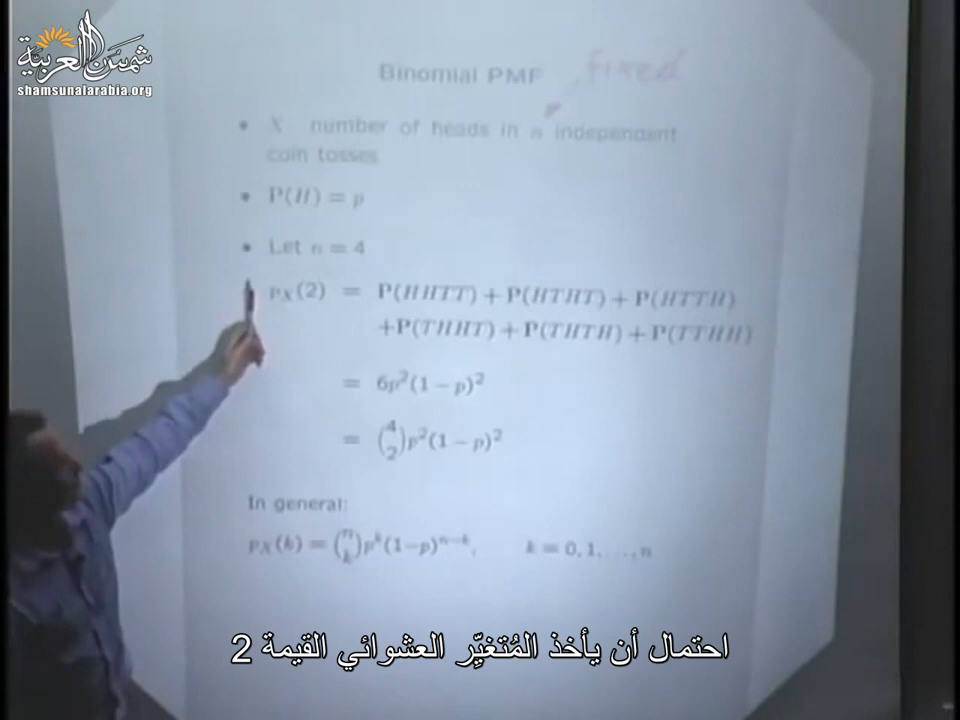 شمس العربية
shamsunalarabia.org
Binomial PMF fixed
• X number of heads in n independent
coin tosses
• P(H) = p
• Let n = 4
pX(2) = P(HHTT) + P(HTHT) + P(HTTH)
+P(THHT) + P(THTH) + P(TTHH)
= 6p²(1 − p)²
= (4 2)p²(1 − p)²
In general:
pX(k) = (n k)p^k(1−p)^{n−k}, k = 0, 1, ..., n
احتمال أن يأخذ المُتغيِّر العشوائي القيمة 2